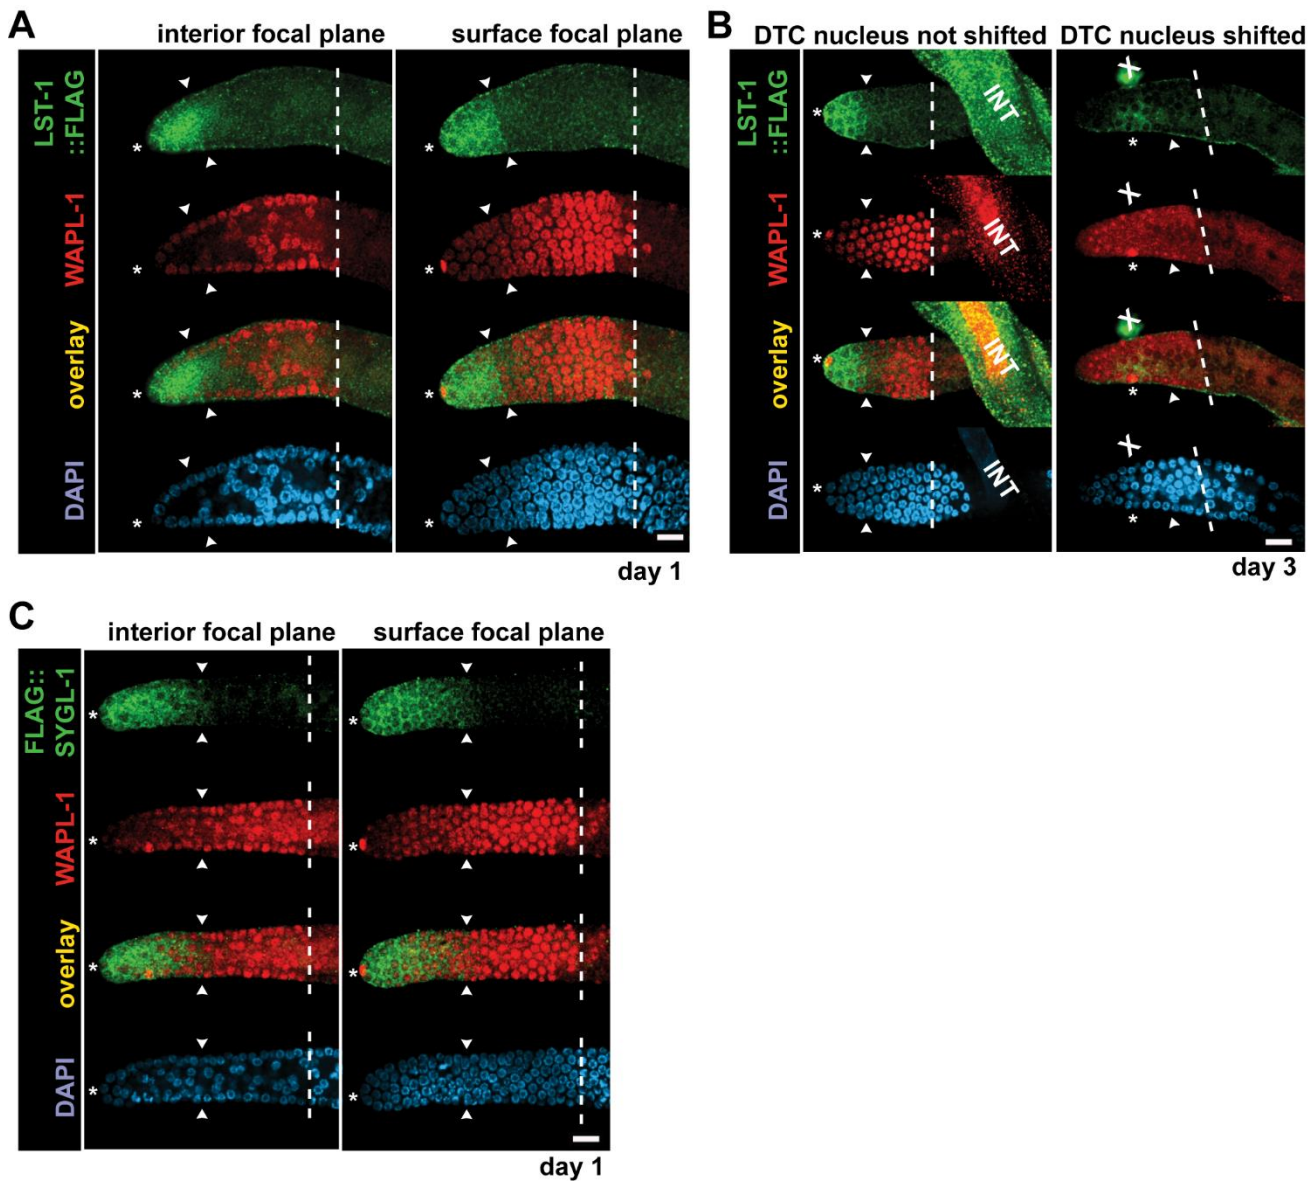 A
interior focal plane
surface focal plane
LST-1
::FLAG
*
*
WAPL-1
*
*
overlay
*
*
DAPI
*
*
day 1
B
DTC nucleus not shifted
DTC nucleus shifted
LST-1
::FLAG
*
INT
X
*
WAPL-1
*
INT
X
*
overlay
*
INT
X
*
DAPI
*
INT
X
*
day 3
C
interior focal plane
surface focal plane
FLAG::
SYGL-1
*
*
WAPL-1
*
*
overlay
*
*
DAPI
*
*
day 1